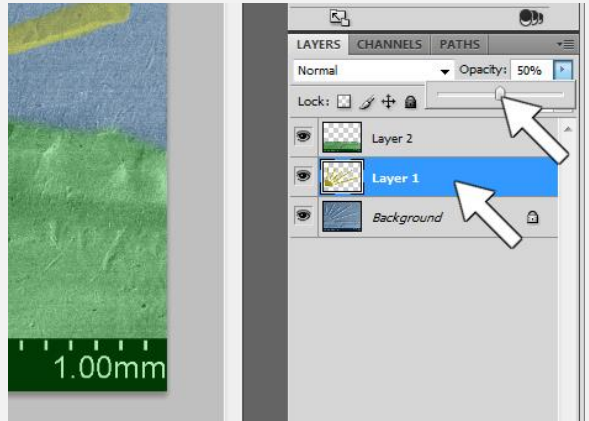 LAYERS CHANNELS PATHS
Normal Opacity: 50%
Lock:
Layer 2
Layer 1
Background
1.00mm